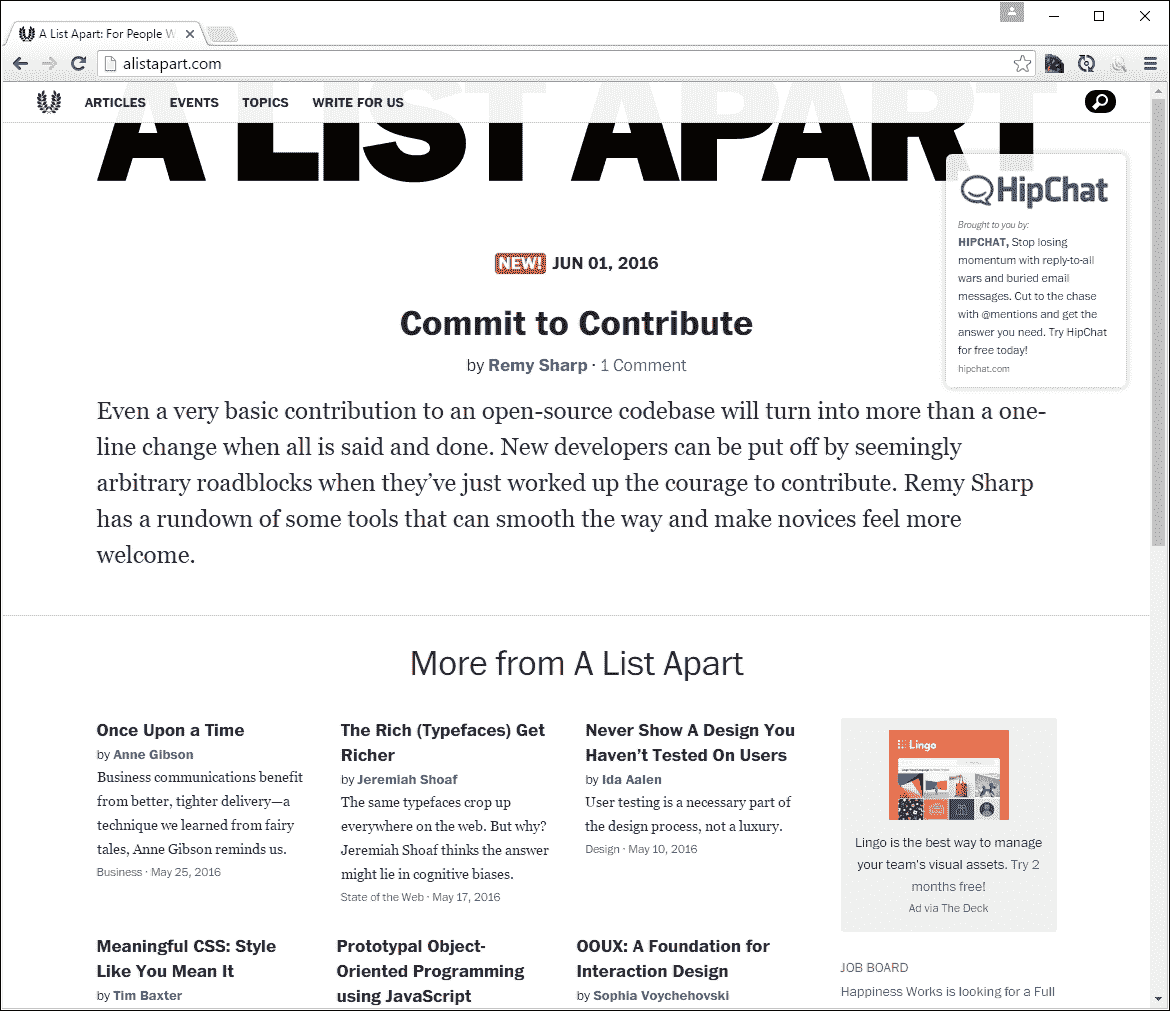 A List Apart: For People W
alistapart.com
ARTICLES EVENTS TOPICS WRITE FOR US
A LIST APART
HipChat
Brought to you by:
HIPCHAT, Stop losing
momentum with reply-to-all
wars and buried email
messages. Cut to the chase
with @mentions and get the
answer you need. Try HipChat
for free today!
hipchat.com
NEW! JUN 01, 2016
Commit to Contribute
by Remy Sharp · 1 Comment
Even a very basic contribution to an open-source codebase will turn into more than a one-
line change when all is said and done. New developers can be put off by seemingly
arbitrary roadblocks when they’ve just worked up the courage to contribute. Remy Sharp
has a rundown of some tools that can smooth the way and make novices feel more
welcome.
More from A List Apart
Once Upon a Time
by Anne Gibson
Business communications benefit
from better, tighter delivery—a
technique we learned from fairy
tales, Anne Gibson reminds us.
Business · May 25, 2016
The Rich (Typefaces) Get
Richer
by Jeremiah Shoaf
The same typefaces crop up
everywhere on the web. But why?
Jeremiah Shoaf thinks the answer
might lie in cognitive biases.
State of the Web · May 17, 2016
Never Show A Design You
Haven’t Tested On Users
by Ida Aalen
User testing is a necessary part of
the design process, not a luxury.
Design · May 10, 2016
Lingo
Lingo is the best way to manage
your team's visual assets. Try 2
months free!
Ad via The Deck
Meaningful CSS: Style
Like You Mean It
by Tim Baxter
Prototypal Object-
Oriented Programming
using JavaScript
OOUX: A Foundation for
Interaction Design
by Sophia Voychehovski
JOB BOARD
Happiness Works is looking for a Full